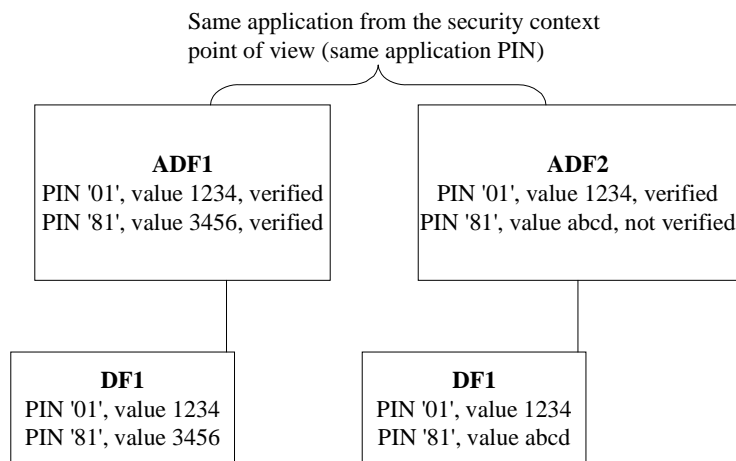 Same application from the security context
point of view (same application PIN)
ADF1
PIN '01', value 1234, verified
PIN '81', value 3456, verified
ADF2
PIN '01', value 1234, verified
PIN '81', value abcd, not verified
DF1
PIN '01', value 1234
PIN '81', value 3456
DF1
PIN '01', value 1234
PIN '81', value abcd